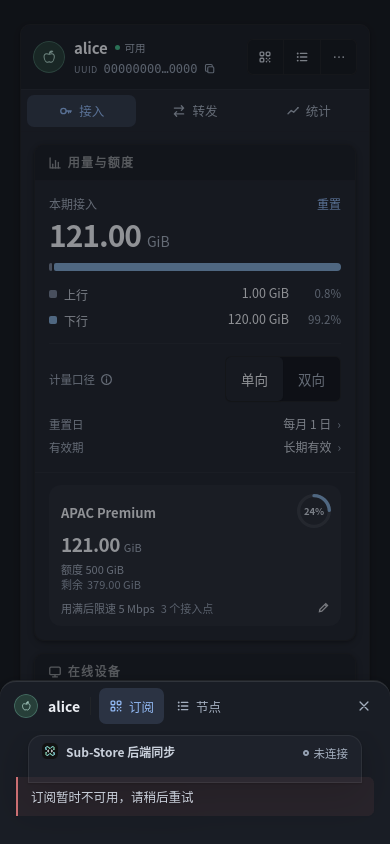 alice 可用
UUID 00000000…0000
接入 转发 统计
用量与额度
本期接入 重置
121.00 GiB
上行 1.00 GiB 0.8%
下行 120.00 GiB 99.2%
计量口径 单向 双向
重置日 每月 1 日 ›
有效期 长期有效 ›
APAC Premium 24%
121.00 GiB
额度 500 GiB
剩余 379.00 GiB
用满后限速 5 Mbps 3 个接入点
在线设备
alice 订阅 节点
Sub-Store 后端同步 未连接
订阅暂时不可用，请稍后重试